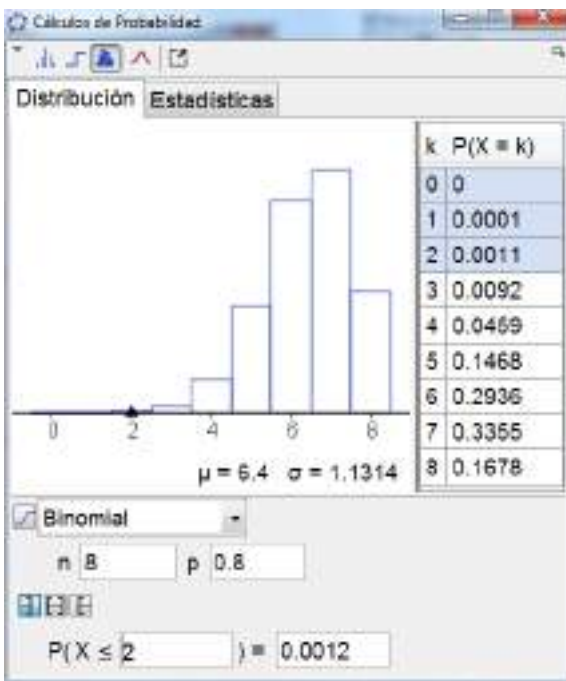 Cálculos de Probabilidad
Distribución Estadísticas
k P(X = k)
0 0
1 0.0001
2 0.0011
3 0.0092
4 0.0459
5 0.1468
6 0.2936
7 0.3355
8 0.1678
0 2 4 6 8
μ = 6.4 σ = 1.1314
Binomial
n 8 p 0.8
P( X ≤ 2 ) = 0.0012